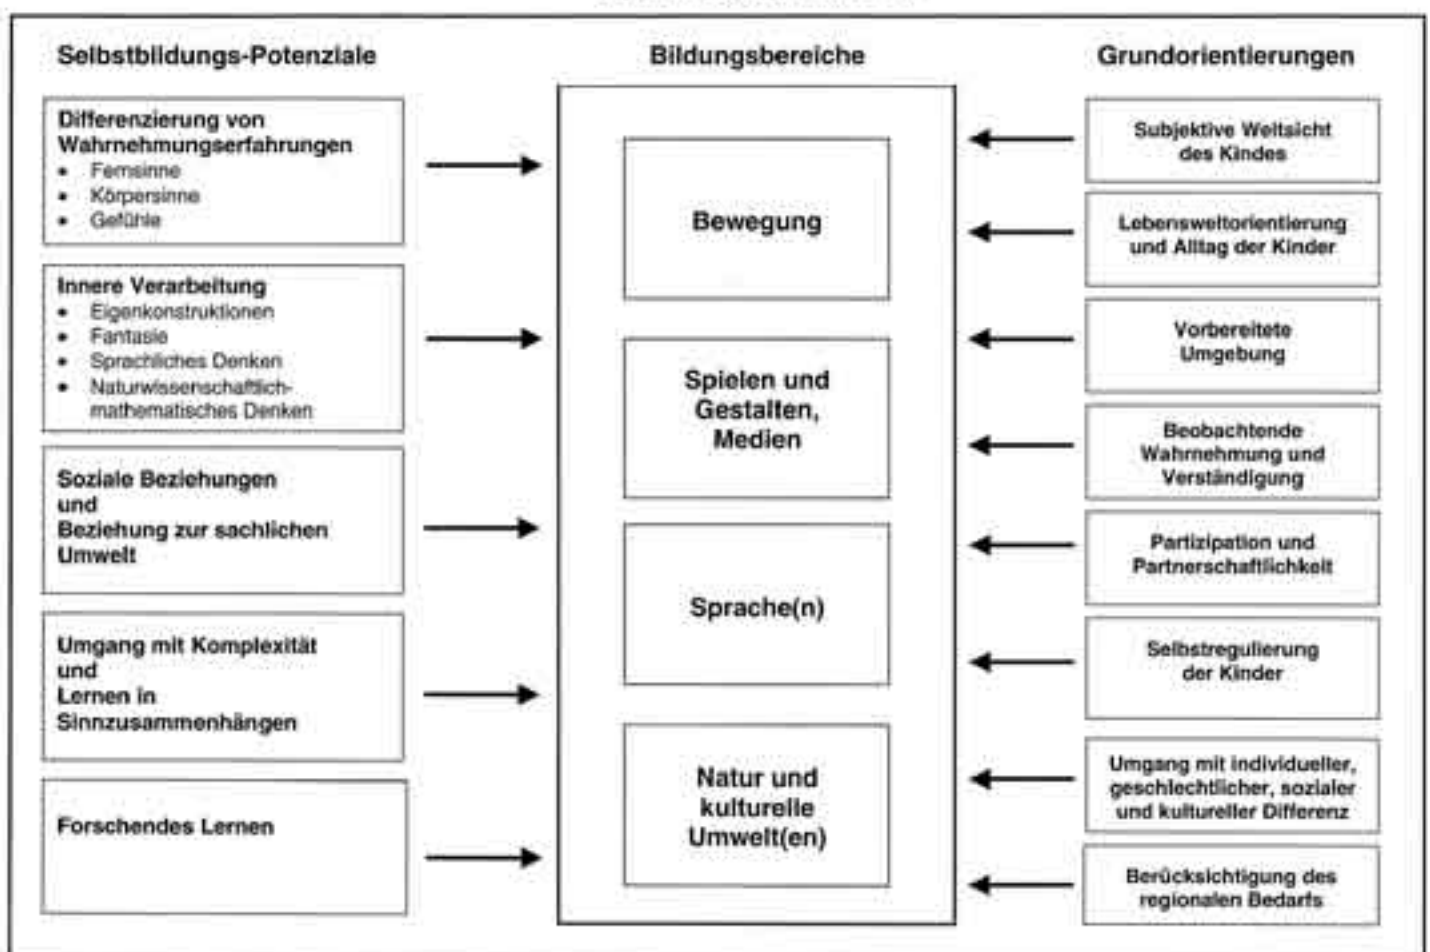 Selbstbildungs-Potenziale
Differenzierung von
Wahrnehmungserfahrungen
• Fernsinne
• Körpersinne
• Gefühle
Innere Verarbeitung
• Eigenkonstruktionen
• Fantasie
• Sprachliches Denken
• Naturwissenschaftlich-
mathematisches Denken
Soziale Beziehungen
und
Beziehung zur sachlichen
Umwelt
Umgang mit Komplexität
und
Lernen in
Sinnzusammenhängen
Forschendes Lernen
Bildungsbereiche
Bewegung
Spielen und
Gestalten,
Medien
Sprache(n)
Natur und
kulturelle
Umwelt(en)
Grundorientierungen
Subjektive Weltsicht
des Kindes
Lebensweltorientierung
und Alltag der Kinder
Vorbereitete
Umgebung
Beobachtende
Wahrnehmung und
Verständigung
Partizipation und
Partnerschaftlichkeit
Selbstregulierung
der Kinder
Umgang mit individueller,
geschlechtlicher, sozialer
und kultureller Differenz
Berücksichtigung des
regionalen Bedarfs